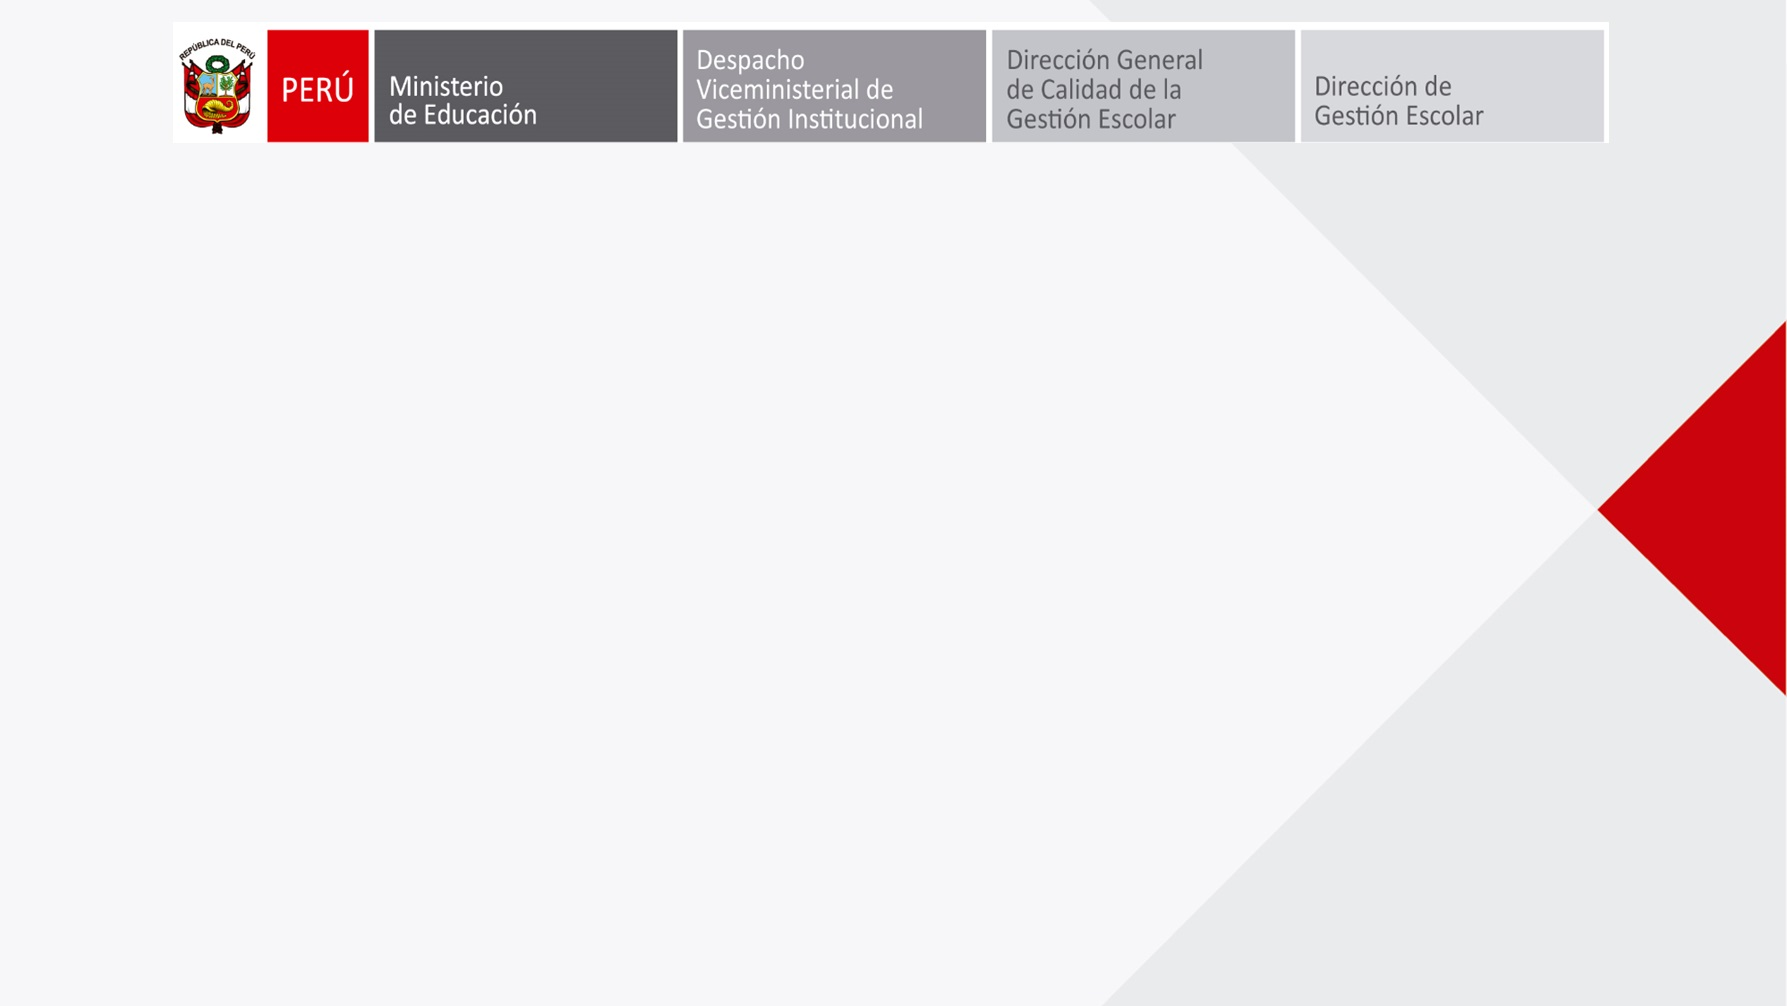 REPÚBLICA DEL PERÚ
PERÚ
Ministerio
de Educación
Despacho
Viceministerial de
Gestión Institucional
Dirección General
de Calidad de la
Gestión Escolar
Dirección de
Gestión Escolar